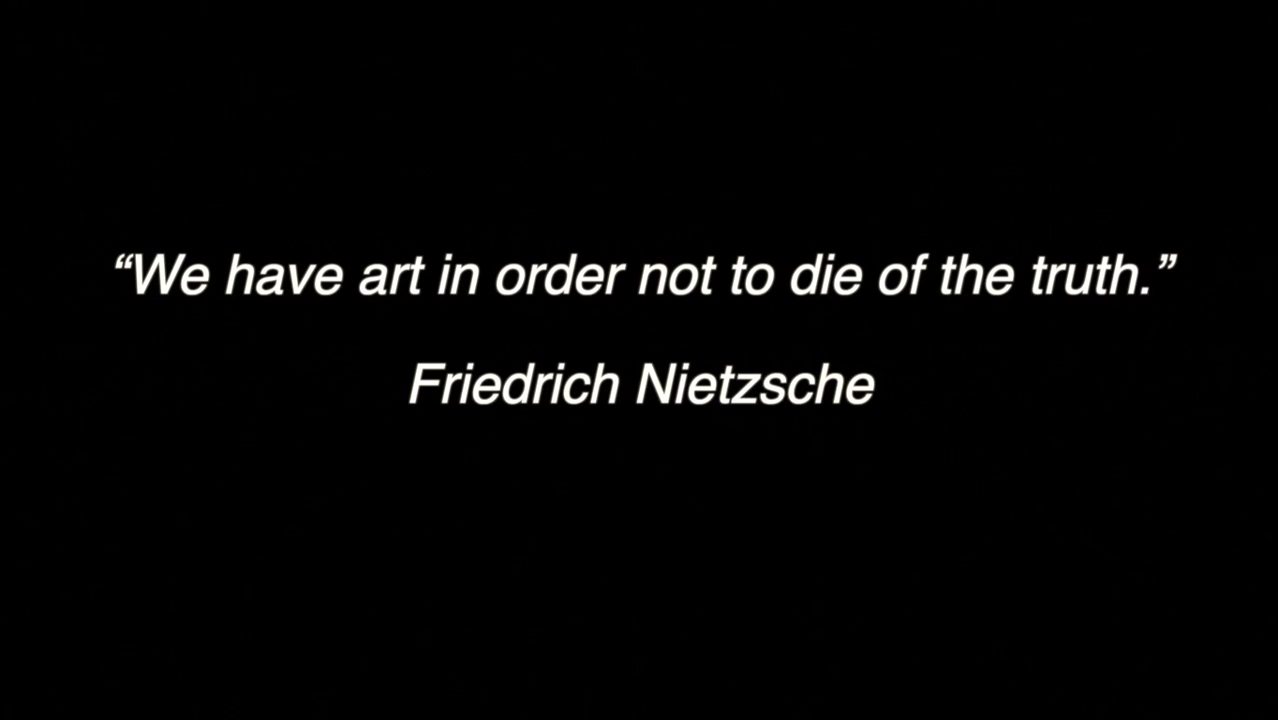 “We have art in order not to die of the truth.”
Friedrich Nietzsche